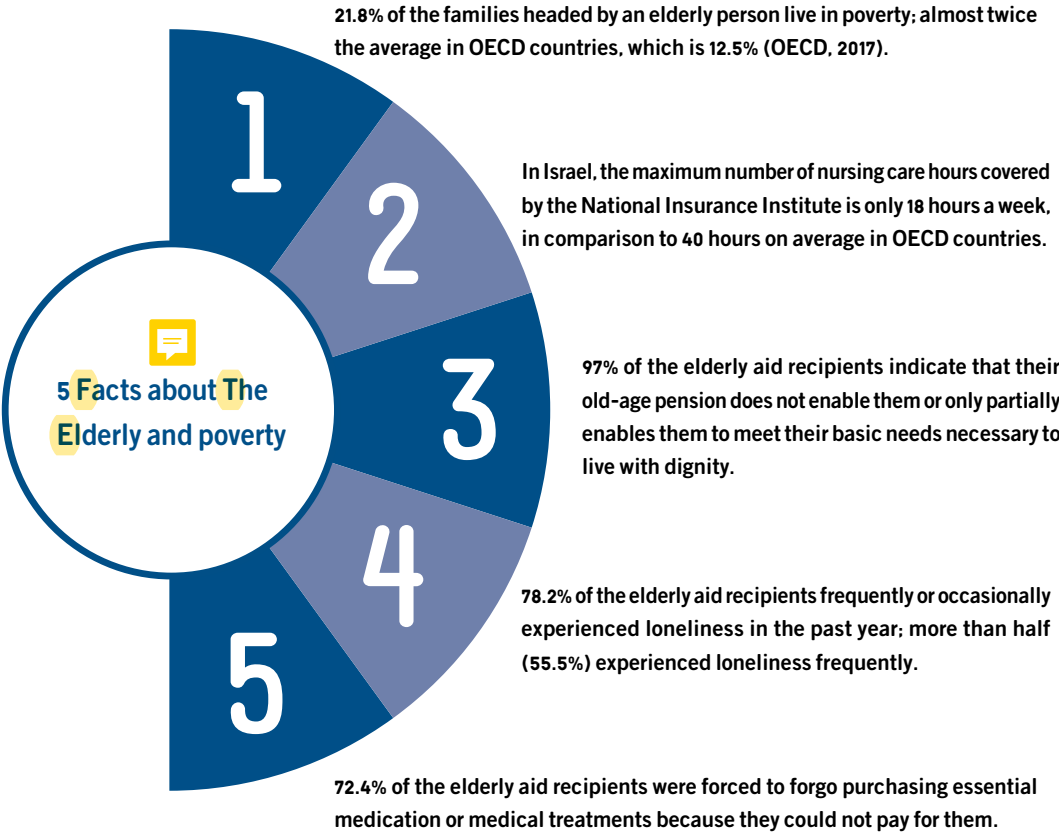 21.8% of the families headed by an elderly person live in poverty; almost twice
the average in OECD countries, which is 12.5% (OECD, 2017).
1
In Israel, the maximum number of nursing care hours covered
by the National Insurance Institute is only 18 hours a week,
in comparison to 40 hours on average in OECD countries.
2
5 Facts about The
Elderly and poverty
97% of the elderly aid recipients indicate that their
old-age pension does not enable them or only partially
enables them to meet their basic needs necessary to
live with dignity.
3
4
78.2% of the elderly aid recipients frequently or occasionally
experienced loneliness in the past year; more than half
(55.5%) experienced loneliness frequently.
5
72.4% of the elderly aid recipients were forced to forgo purchasing essential
medication or medical treatments because they could not pay for them.